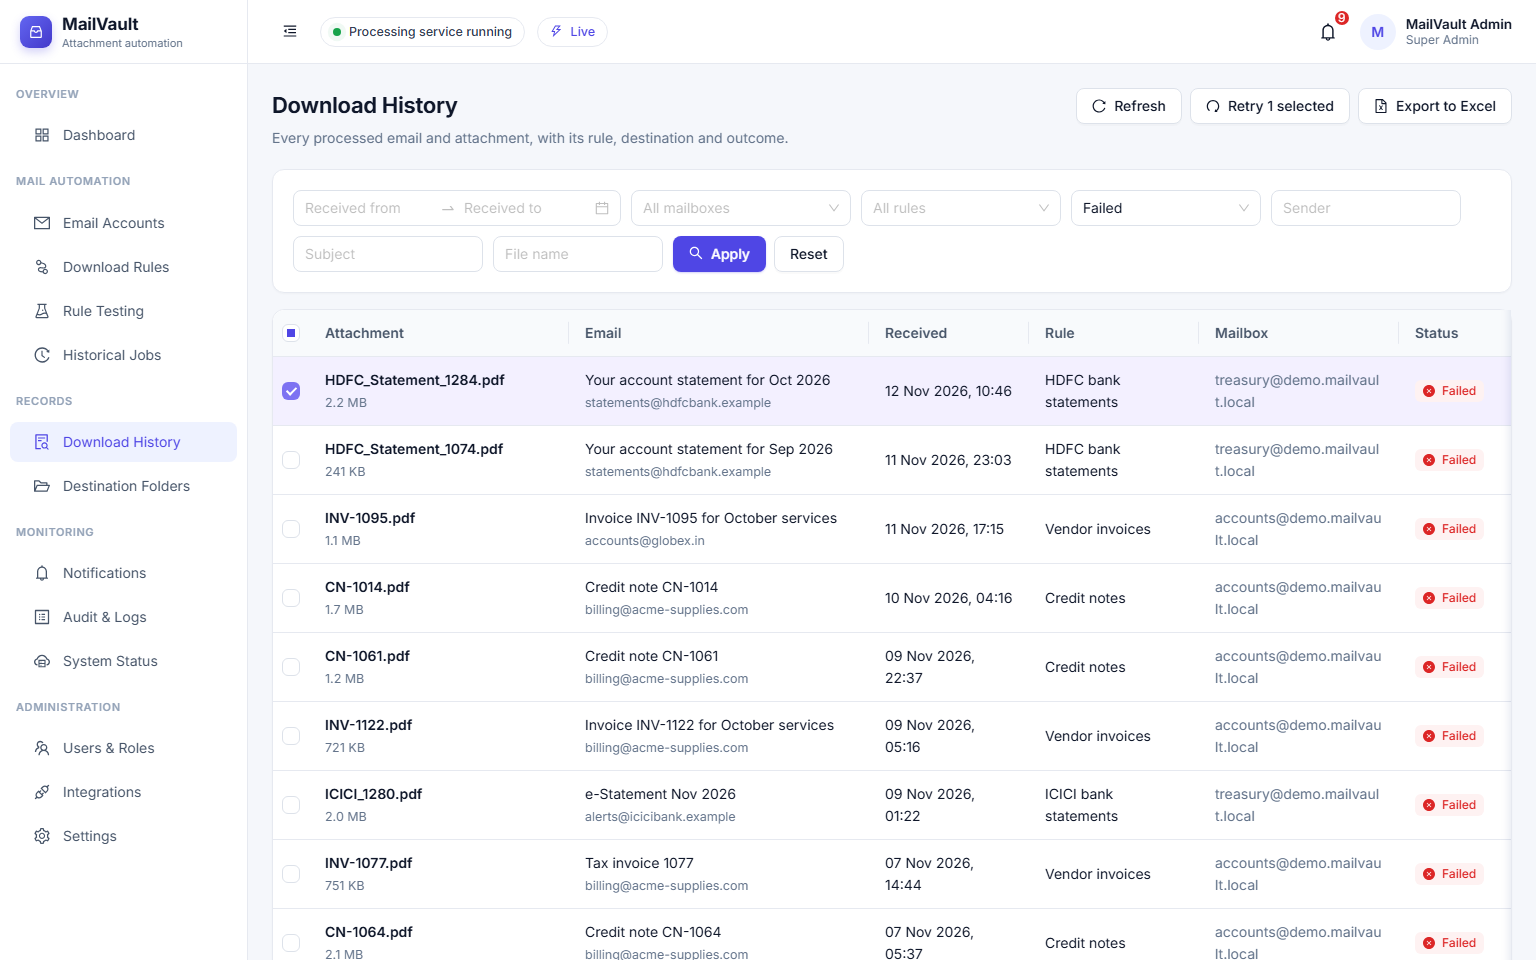 MailVault
Attachment automation
Processing service running
Live
9
M
MailVault Admin
Super Admin
OVERVIEW
Dashboard
MAIL AUTOMATION
Email Accounts
Download Rules
Rule Testing
Historical Jobs
RECORDS
Download History
Destination Folders
MONITORING
Notifications
Audit & Logs
System Status
ADMINISTRATION
Users & Roles
Integrations
Settings
Download History
Every processed email and attachment, with its rule, destination and outcome.
Refresh
Retry 1 selected
Export to Excel
Received from
Received to
All mailboxes
All rules
Failed
Sender
Subject
File name
Apply
Reset
Attachment Email Received Rule Mailbox Status
HDFC_Statement_1284.pdf
2.2 MB
Your account statement for Oct 2026
statements@hdfcbank.example
12 Nov 2026, 10:46
HDFC bank
statements
treasury@demo.mailvaul
t.local
Failed
HDFC_Statement_1074.pdf
241 KB
Your account statement for Sep 2026
statements@hdfcbank.example
11 Nov 2026, 23:03
HDFC bank
statements
treasury@demo.mailvaul
t.local
Failed
INV-1095.pdf
1.1 MB
Invoice INV-1095 for October services
accounts@globex.in
11 Nov 2026, 17:15
Vendor invoices
accounts@demo.mailvau
lt.local
Failed
CN-1014.pdf
1.7 MB
Credit note CN-1014
billing@acme-supplies.com
10 Nov 2026, 04:16
Credit notes
accounts@demo.mailvau
lt.local
Failed
CN-1061.pdf
1.2 MB
Credit note CN-1061
billing@acme-supplies.com
09 Nov 2026,
22:37
Credit notes
accounts@demo.mailvau
lt.local
Failed
INV-1122.pdf
721 KB
Invoice INV-1122 for October services
billing@acme-supplies.com
09 Nov 2026,
05:16
Vendor invoices
accounts@demo.mailvau
lt.local
Failed
ICICI_1280.pdf
2.0 MB
e-Statement Nov 2026
alerts@icicibank.example
09 Nov 2026,
01:22
ICICI bank
statements
treasury@demo.mailvaul
t.local
Failed
INV-1077.pdf
751 KB
Tax invoice 1077
billing@acme-supplies.com
07 Nov 2026,
14:44
Vendor invoices
accounts@demo.mailvau
lt.local
Failed
CN-1064.pdf
2.1 MB
Credit note CN-1064
billing@acme-supplies.com
07 Nov 2026,
05:37
Credit notes
accounts@demo.mailvau
lt.local
Failed